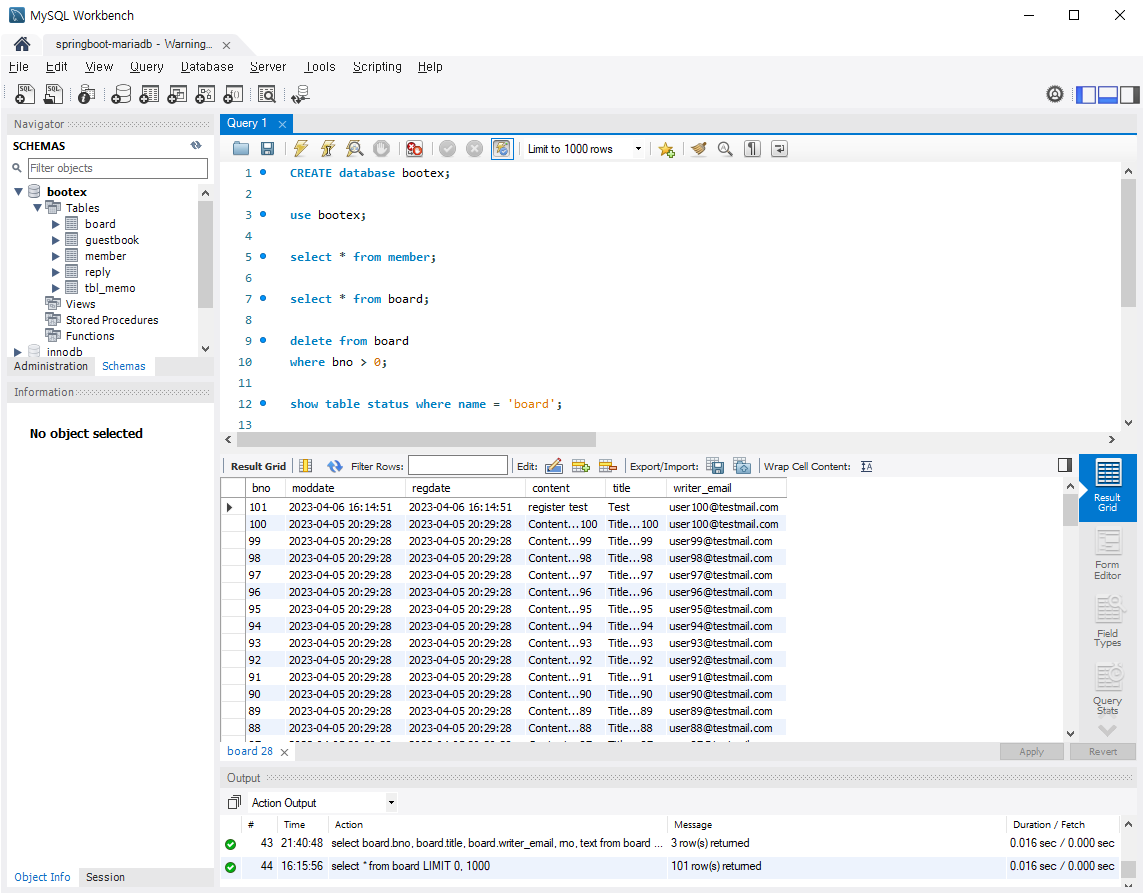 MySQL Workbench
springboot-mariadb - Warning...
File Edit View Query Database Server Tools Scripting Help
Navigator
SCHEMAS
Filter objects
bootex
Tables
board
guestbook
member
reply
tbl_memo
Views
Stored Procedures
Functions
innodb
Administration Schemas
Information
No object selected
Object Info Session
Query 1
Limit to 1000 rows
1 CREATE database bootex;
2
3 use bootex;
4
5 select * from member;
6
7 select * from board;
8
9 delete from board
10 where bno > 0;
11
12 show table status where name = 'board';
13
Result Grid Filter Rows: Edit: Export/Import: Wrap Cell Content:
bno moddate regdate content title writer_email
101 2023-04-06 16:14:51 2023-04-06 16:14:51 register test Test user100@testmail.com
100 2023-04-05 20:29:28 2023-04-05 20:29:28 Content...100 Title...100 user100@testmail.com
99 2023-04-05 20:29:28 2023-04-05 20:29:28 Content...99 Title...99 user99@testmail.com
98 2023-04-05 20:29:28 2023-04-05 20:29:28 Content...98 Title...98 user98@testmail.com
97 2023-04-05 20:29:28 2023-04-05 20:29:28 Content...97 Title...97 user97@testmail.com
96 2023-04-05 20:29:28 2023-04-05 20:29:28 Content...96 Title...96 user96@testmail.com
95 2023-04-05 20:29:28 2023-04-05 20:29:28 Content...95 Title...95 user95@testmail.com
94 2023-04-05 20:29:28 2023-04-05 20:29:28 Content...94 Title...94 user94@testmail.com
93 2023-04-05 20:29:28 2023-04-05 20:29:28 Content...93 Title...93 user93@testmail.com
92 2023-04-05 20:29:28 2023-04-05 20:29:28 Content...92 Title...92 user92@testmail.com
91 2023-04-05 20:29:28 2023-04-05 20:29:28 Content...91 Title...91 user91@testmail.com
90 2023-04-05 20:29:28 2023-04-05 20:29:28 Content...90 Title...90 user90@testmail.com
89 2023-04-05 20:29:28 2023-04-05 20:29:28 Content...89 Title...89 user89@testmail.com
88 2023-04-05 20:29:28 2023-04-05 20:29:28 Content...88 Title...88 user88@testmail.com
Result
Grid
Form
Editor
Field
Types
Query
Stats
board 28
Apply Revert
Output
Action Output
# Time Action Message Duration / Fetch
43 21:40:48 select board.bno, board.title, board.writer_email, rno, text from board ... 3 row(s) returned 0.016 sec / 0.000 sec
44 16:15:56 select * from board LIMIT 0, 1000 101 row(s) returned 0.016 sec / 0.000 sec